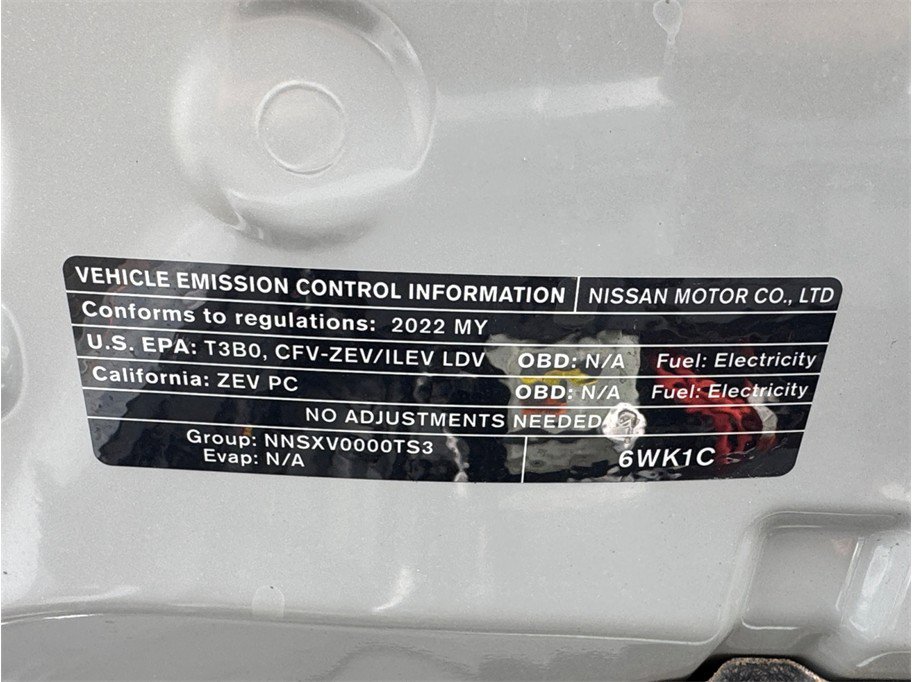 VEHICLE EMISSION CONTROL INFORMATION NISSAN MOTOR CO., LTD
Conforms to regulations: 2022 MY
U.S. EPA: T3B0, CFV-ZEV/ILEV LDV OBD: N/A Fuel: Electricity
California: ZEV PC OBD: N/A Fuel: Electricity
NO ADJUSTMENTS NEEDED
Group: NNSXV0000TS3
Evap: N/A
6WK1C